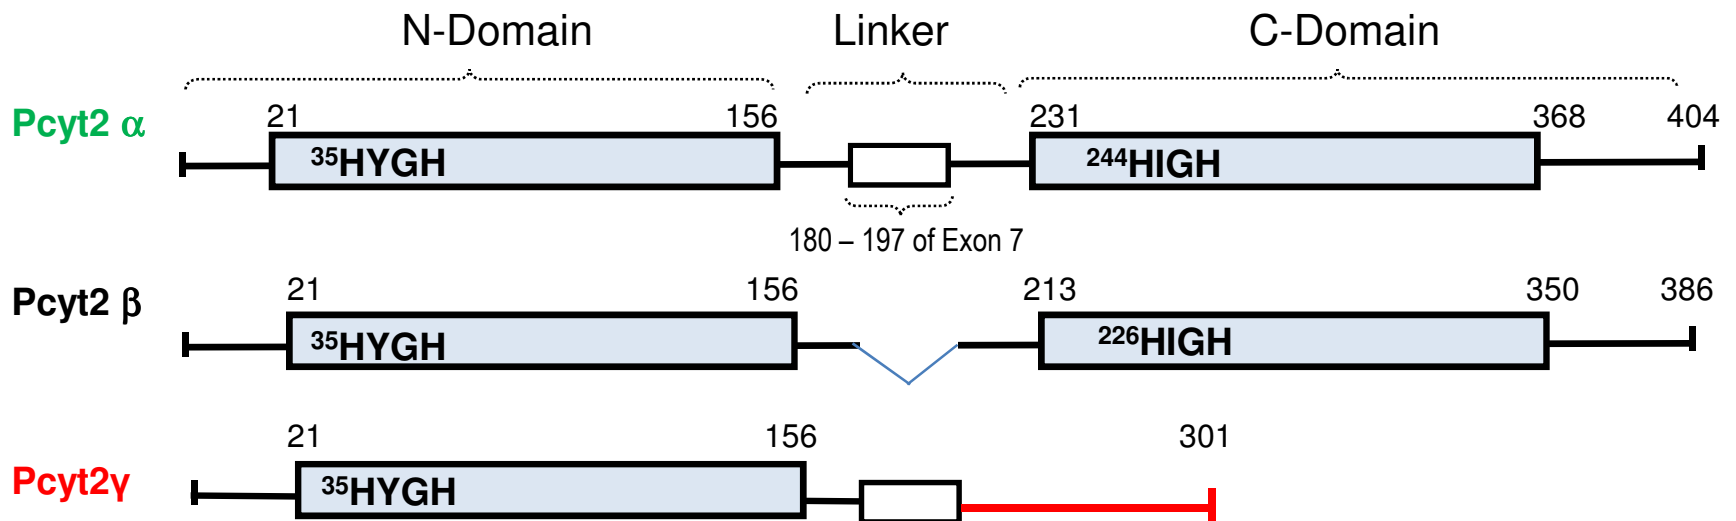 N-Domain Linker C-Domain
Pcyt2 α 21 156 231 368 404
³⁵HYGH ²⁴⁴HIGH
180 – 197 of Exon 7
Pcyt2 β 21 156 213 350 386
³⁵HYGH ²²⁶HIGH
21 156 301
Pcyt2γ ³⁵HYGH